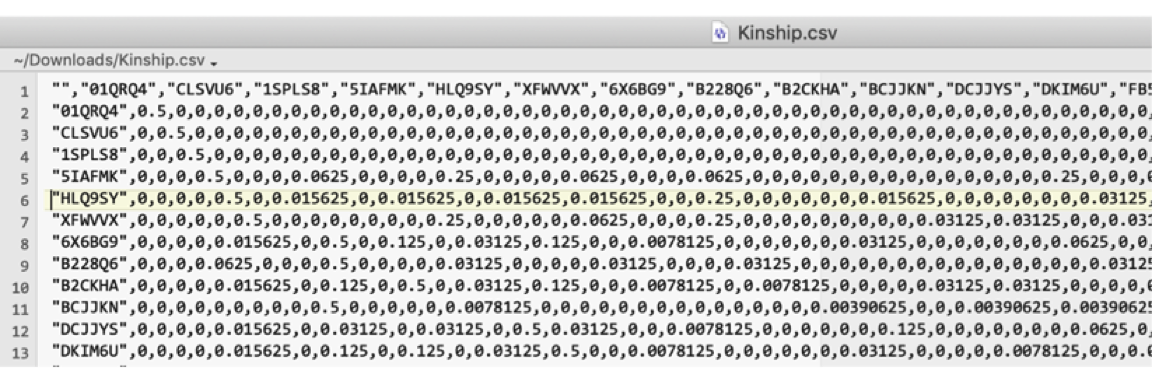 Kinship.csv
~/Downloads/Kinship.csv
1 "","01QRQ4","CLSVU6","1SPLS8","5IAFMK","HLQ9SY","XFWVVX","6X6BG9","B228Q6","B2CKHA","BCJJKN","DCJJYS","DKIM6U","FB5
2 "01QRQ4",0.5,0,0,0,0,0,0,0,0,0,0,0,0,0,0,0,0,0,0,0,0,0,0,0,0,0,0,0,0,0,0,0,0,0,0,0,0,0,0,0,0,0,0,0,0,0,0,0,0,0,0,0,
3 "CLSVU6",0,0.5,0,0,0,0,0,0,0,0,0,0,0,0,0,0,0,0,0,0,0,0,0,0,0,0,0,0,0,0,0,0,0,0,0,0,0,0,0,0,0,0,0,0,0,0,0,0,0,0,0,0,
4 "1SPLS8",0,0,0.5,0,0,0,0,0,0,0,0,0,0,0,0,0,0,0,0,0,0,0,0,0,0,0,0,0,0,0,0,0,0,0,0,0,0,0,0,0,0,0,0,0,0,0,0,0,0,0,0,0,
5 "5IAFMK",0,0,0,0.5,0,0,0,0.0625,0,0,0,0.25,0,0,0,0,0.0625,0,0,0,0.0625,0,0,0,0,0,0,0,0,0,0,0,0,0,0,0,0.25,0,0,0
6 "HLQ9SY",0,0,0,0,0.5,0,0.015625,0,0.015625,0,0.015625,0.015625,0,0,0.25,0,0,0,0,0,0,0.015625,0,0,0,0,0,0,0,0.03125,
7 "XFWVVX",0,0,0,0,0,0.5,0,0,0,0,0,0,0,0.25,0,0,0,0,0,0.0625,0,0,0.25,0,0,0,0,0,0,0,0,0.03125,0.03125,0,0,0.031
8 "6X6BG9",0,0,0,0,0.015625,0,0.5,0,0.125,0,0.03125,0.125,0,0,0.0078125,0,0,0,0,0,0,0.03125,0,0,0,0,0,0,0,0.0625,0,
9 "B228Q6",0,0,0,0.0625,0,0,0,0.5,0,0,0,0.03125,0,0,0,0,0.03125,0,0,0,0.03125,0,0,0,0,0,0,0,0,0,0,0,0,0,0,0,0.03125
10 "B2CKHA",0,0,0,0,0.015625,0,0.125,0,0.5,0,0.03125,0.125,0,0,0.0078125,0,0.0078125,0,0,0,0,0.03125,0.03125,0,0,0,0,
11 "BCJJKN",0,0,0,0,0,0,0,0,0,0.5,0,0,0,0,0.0078125,0,0,0,0,0,0,0,0,0,0,0,0,0,0.00390625,0,0,0.00390625,0.00390625
12 "DCJJYS",0,0,0,0,0.015625,0,0.03125,0,0.03125,0,0.5,0.03125,0,0,0.0078125,0,0,0,0,0,0,0.125,0,0,0,0,0,0,0,0.0625,0,
13 "DKIM6U",0,0,0,0,0.015625,0,0.125,0,0.125,0,0.03125,0.5,0,0,0.0078125,0,0,0,0,0,0,0.03125,0,0,0,0,0.0078125,0,0,0.